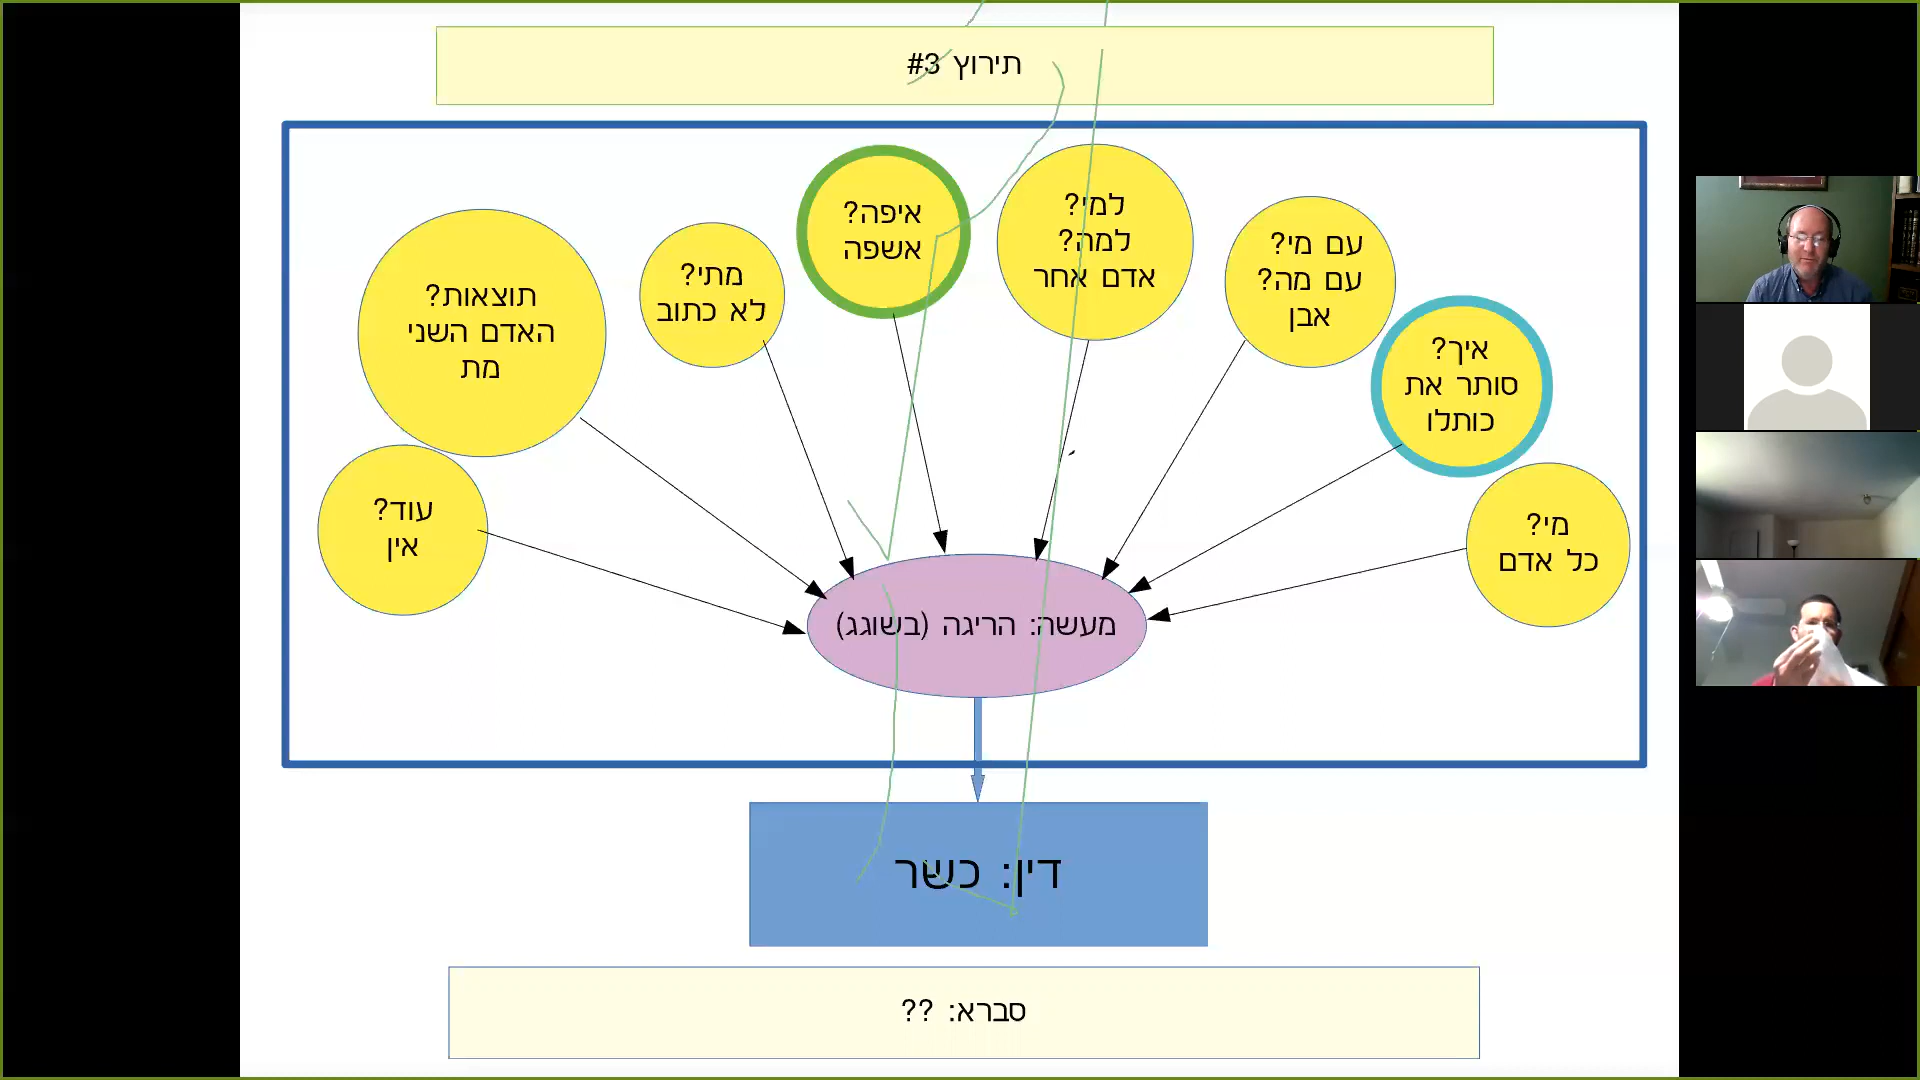 תירוץ #3
איפה?
אשפה
למי?
למה?
אדם אחר
עם מי?
עם מה?
אבן
מתי?
לא כתוב
תוצאות?
האדם השני
מת
איך?
סותר את
כותלו
עוד?
אין
מי?
כל אדם
מעשה: הריגה (בשוגג)
דין: כשר
סברא: ??